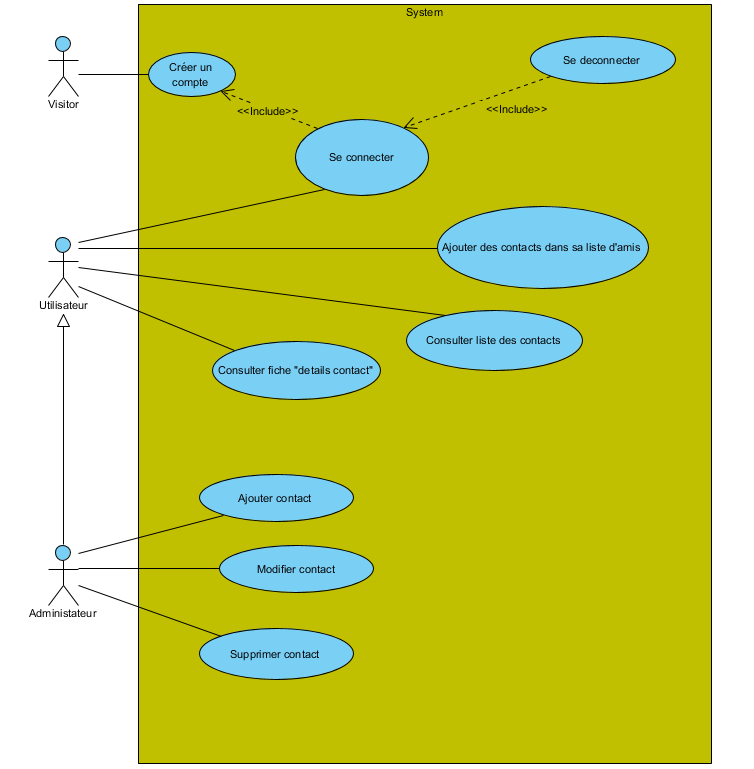 System
Visitor
Créer un
compte
Se deconnecter
<<Include>>
<<Include>>
Se connecter
Utilisateur
Ajouter des contacts dans sa liste d'amis
Consulter liste des contacts
Consulter fiche "details contact"
Ajouter contact
Administateur
Modifier contact
Supprimer contact